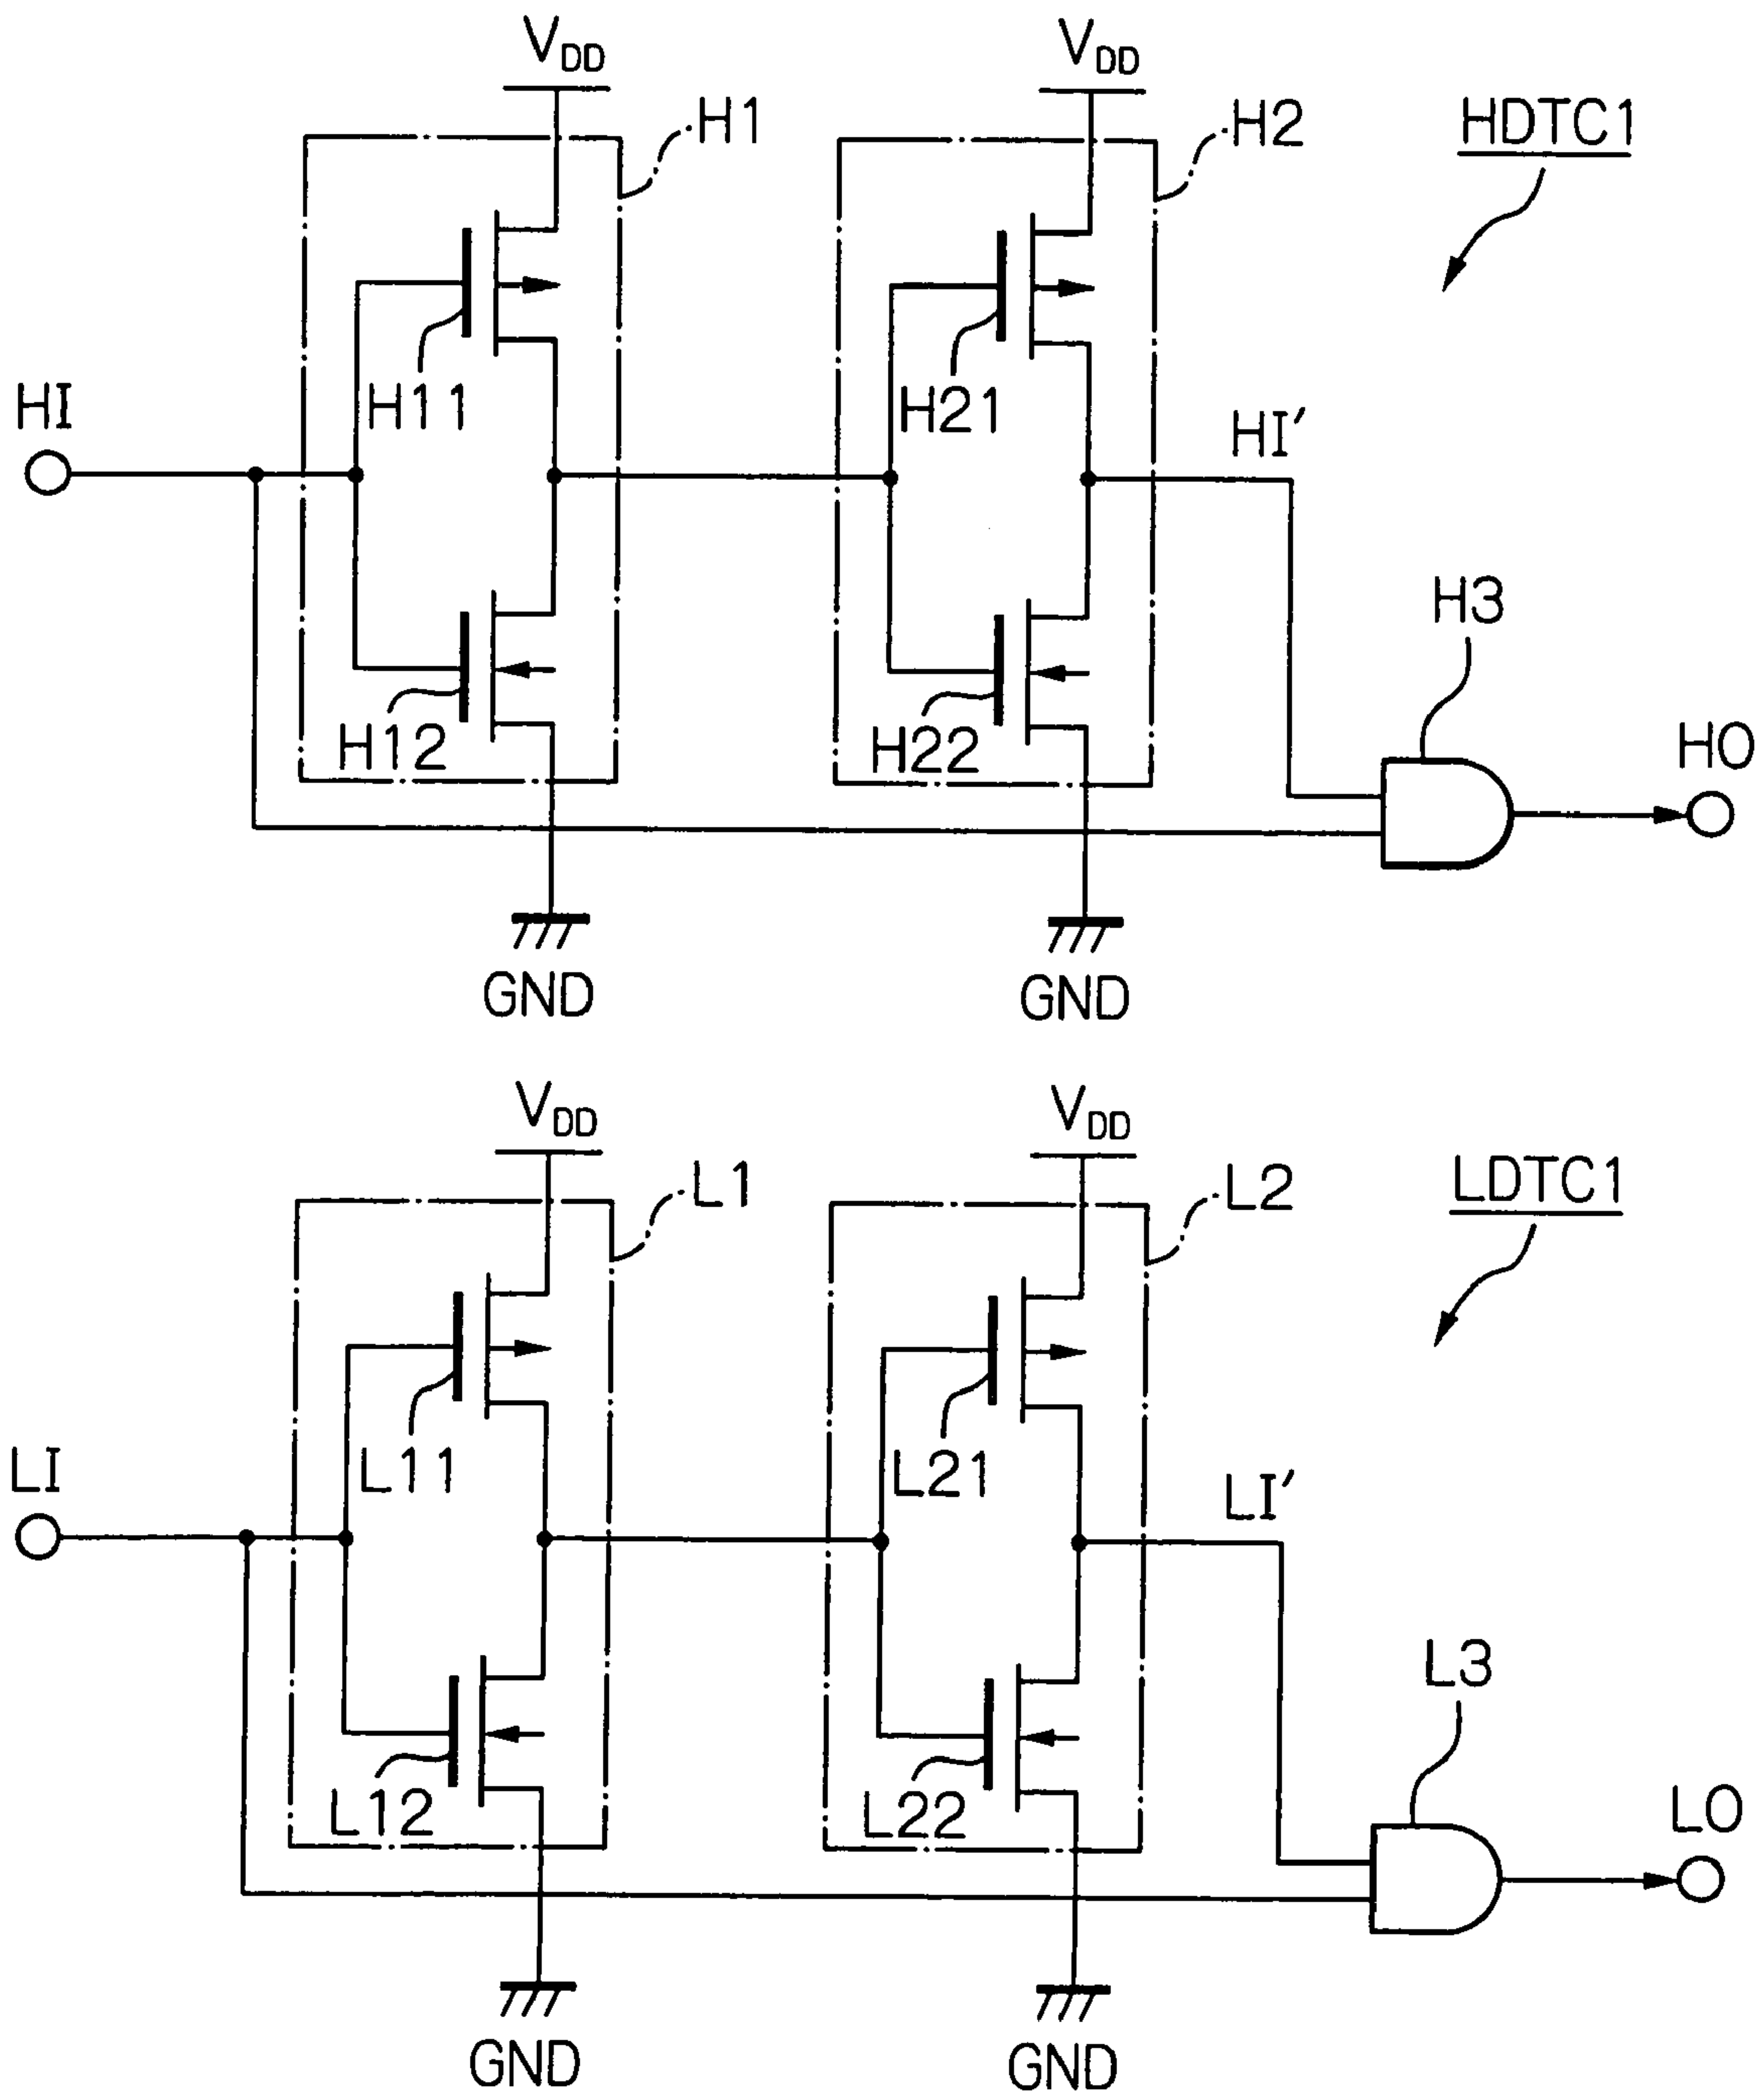 VDD
VDD
H1
H2
HDTC1
HI
H11
H21
HI′
H12
H22
H3
HO
GND
GND
VDD
VDD
L1
L2
LDTC1
LI
L11
L21
LI′
L12
L22
L3
LO
GND
GND